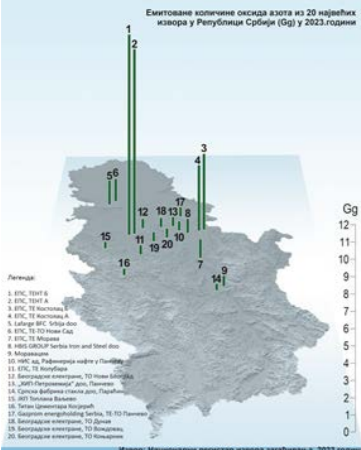 Емитоване количине оксида азота из 20 највећих
извора у Републици Србији (Gg) у 2023.години
1
2
3
4
5 6
17
12 18 13 8
10
15 11 19 20
7
16
14 9
Gg
12
11
10
9
8
7
6
5
4
3
2
1
0
Легенда:
1. ЕПС, ТЕНТ Б
2. ЕПС, ТЕНТ А
3. ЕПС, ТЕ Костолац Б
4. ЕПС, ТЕ Костолац А
5. Lafarge BFC Srbija doo
6. ЕПС, ТЕ-ТО Нови Сад
7. ЕПС, ТЕ Морава
8. HBIS GROUP Serbia Iron and Steel doo
9. Моравацем
10. НИС ад, Рафинерија нафте у Панчеву
11. ЕПС, ТЕ Колубара
12. Београдске електране, ТО Нови Београд
13. „ХИП-Петрохемија“ доо, Панчево
14. Српска фабрика стакла доо, Параћин
15. ЈКП Топлана Ваљево
16. Титан Цементара Косјерић
17. Gazprom energoholding Serbia, ТЕ-ТО Панчево
18. Београдске електране, ТО Дунав
19. Београдске електране, ТО Вождовац
20. Београдске електране, ТО Коњарник